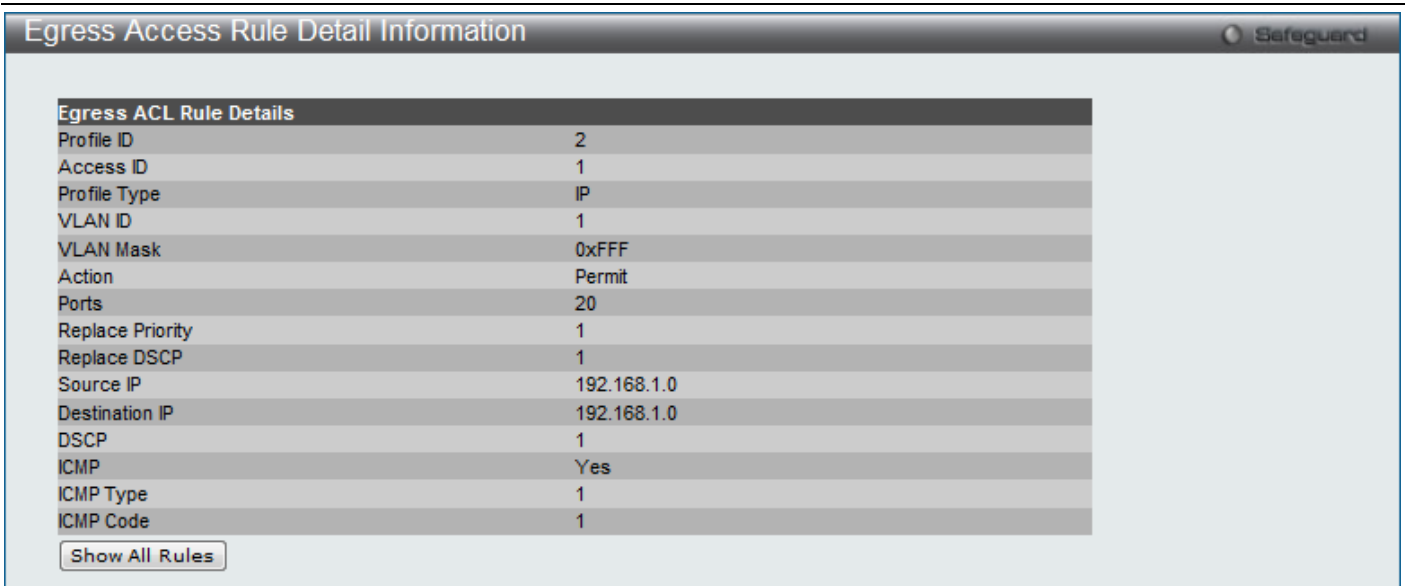 Egress Access Rule Detail Information
Safeguard
Egress ACL Rule Details
Profile ID 2
Access ID 1
Profile Type IP
VLAN ID 1
VLAN Mask 0xFFF
Action Permit
Ports 20
Replace Priority 1
Replace DSCP 1
Source IP 192.168.1.0
Destination IP 192.168.1.0
DSCP 1
ICMP Yes
ICMP Type 1
ICMP Code 1
Show All Rules